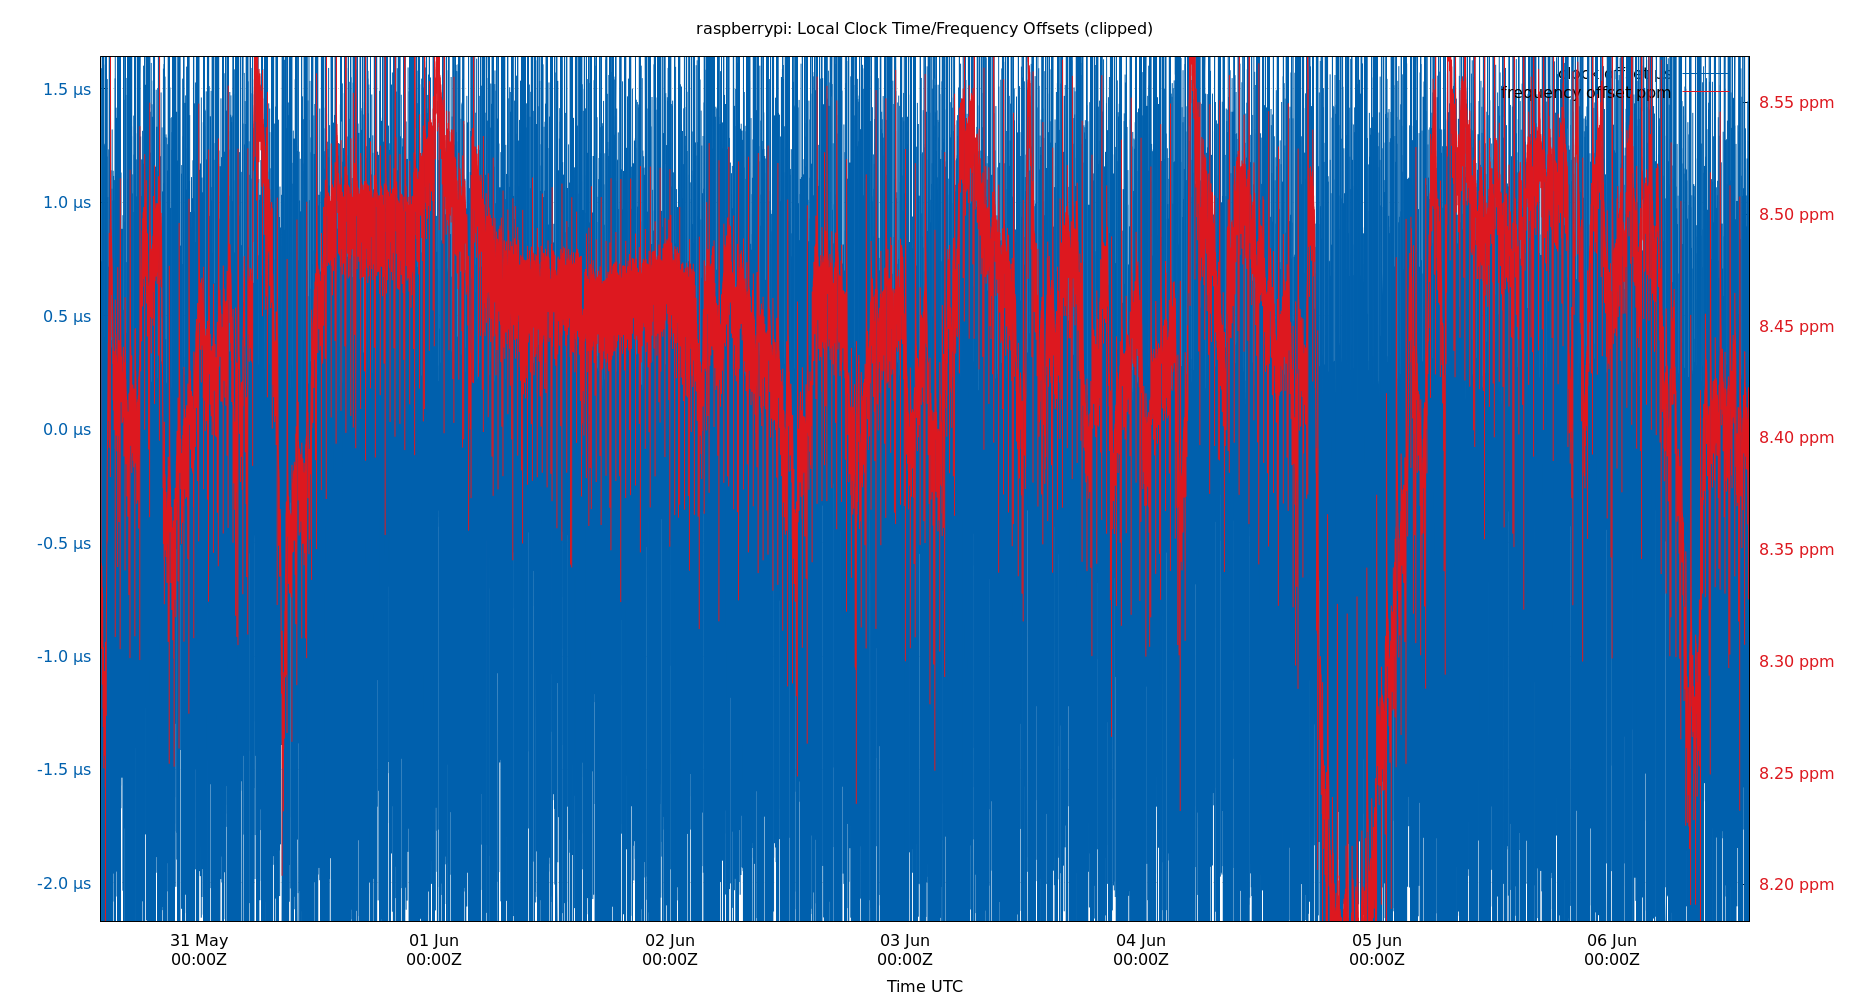 raspberrypi: Local Clock Time/Frequency Offsets (clipped)
clock offset μs
frequency offset ppm
1.5 μs
1.0 μs
0.5 μs
0.0 μs
-0.5 μs
-1.0 μs
-1.5 μs
-2.0 μs
8.55 ppm
8.50 ppm
8.45 ppm
8.40 ppm
8.35 ppm
8.30 ppm
8.25 ppm
8.20 ppm
31 May
00:00Z
01 Jun
00:00Z
02 Jun
00:00Z
03 Jun
00:00Z
04 Jun
00:00Z
05 Jun
00:00Z
06 Jun
00:00Z
Time UTC